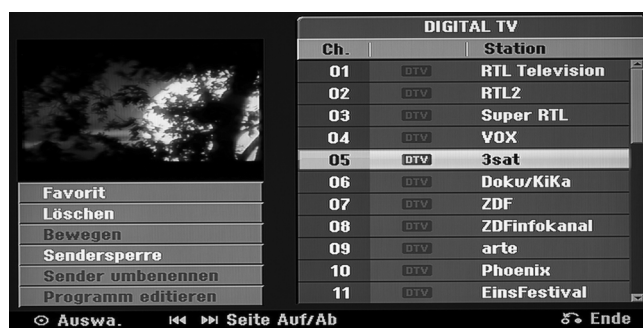 DIGITAL TV
Ch. Station
01 DTV RTL Television
02 DTV RTL2
03 DTV Super RTL
04 DTV VOX
05 DTV 3sat
06 DTV Doku/KiKa
07 DTV ZDF
08 DTV ZDFinfokanal
09 DTV arte
10 DTV Phoenix
11 DTV EinsFestival
Favorit
Löschen
Bewegen
Sendersperre
Sender umbenennen
Programm editieren
Auswa. Seite Auf/Ab Ende